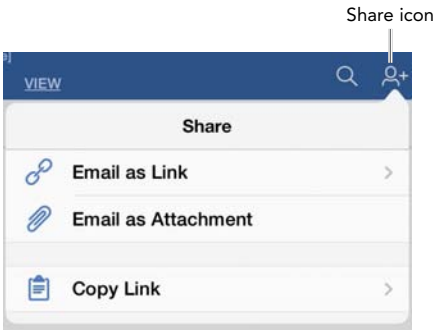 Share icon
e]
VIEW
Share
Email as Link
Email as Attachment
Copy Link